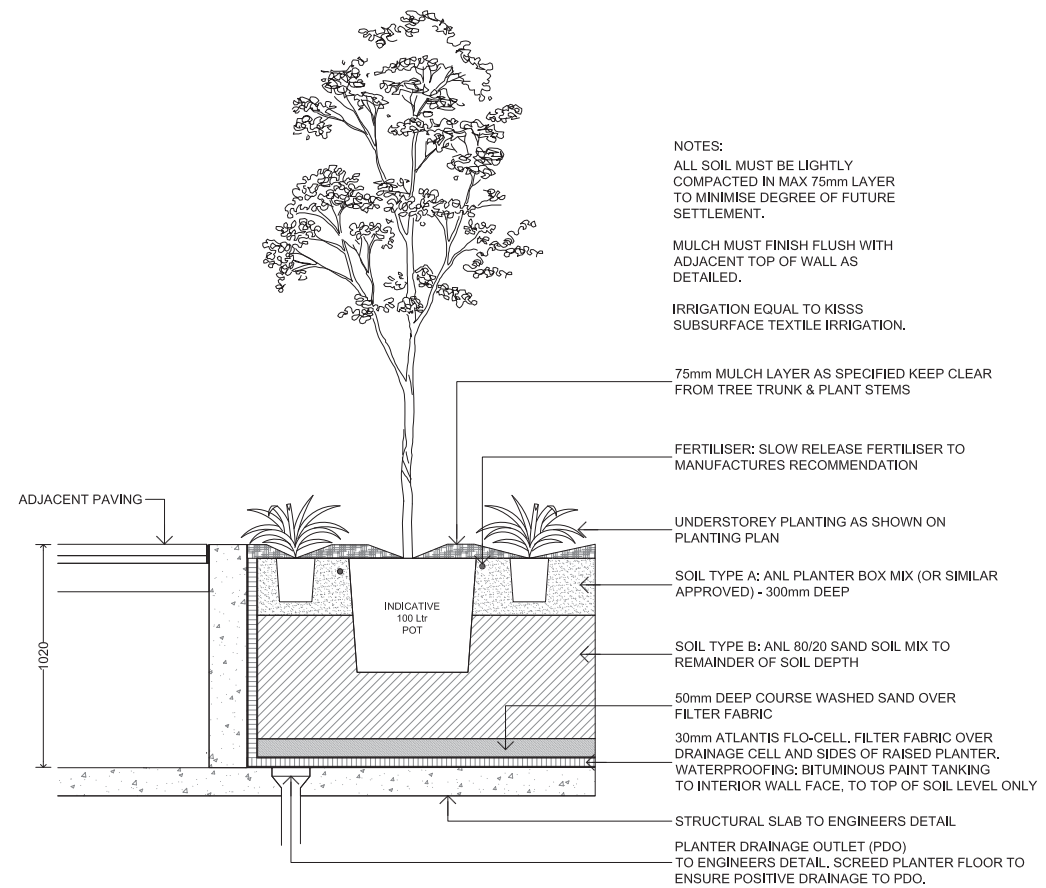 NOTES:
ALL SOIL MUST BE LIGHTLY
COMPACTED IN MAX 75mm LAYER
TO MINIMISE DEGREE OF FUTURE
SETTLEMENT.
MULCH MUST FINISH FLUSH WITH
ADJACENT TOP OF WALL AS
DETAILED.
IRRIGATION EQUAL TO KISSS
SUBSURFACE TEXTILE IRRIGATION.
75mm MULCH LAYER AS SPECIFIED KEEP CLEAR
FROM TREE TRUNK & PLANT STEMS
FERTILISER: SLOW RELEASE FERTILISER TO
MANUFACTURES RECOMMENDATION
ADJACENT PAVING
UNDERSTOREY PLANTING AS SHOWN ON
PLANTING PLAN
SOIL TYPE A: ANL PLANTER BOX MIX (OR SIMILAR
APPROVED) - 300mm DEEP
INDICATIVE
100 Ltr
POT
1020
SOIL TYPE B: ANL 80/20 SAND SOIL MIX TO
REMAINDER OF SOIL DEPTH
50mm DEEP COURSE WASHED SAND OVER
FILTER FABRIC
30mm ATLANTIS FLO-CELL. FILTER FABRIC OVER
DRAINAGE CELL AND SIDES OF RAISED PLANTER.
WATERPROOFING: BITUMINOUS PAINT TANKING
TO INTERIOR WALL FACE, TO TOP OF SOIL LEVEL ONLY
STRUCTURAL SLAB TO ENGINEERS DETAIL
PLANTER DRAINAGE OUTLET (PDO)
TO ENGINEERS DETAIL. SCREED PLANTER FLOOR TO
ENSURE POSITIVE DRAINAGE TO PDO.